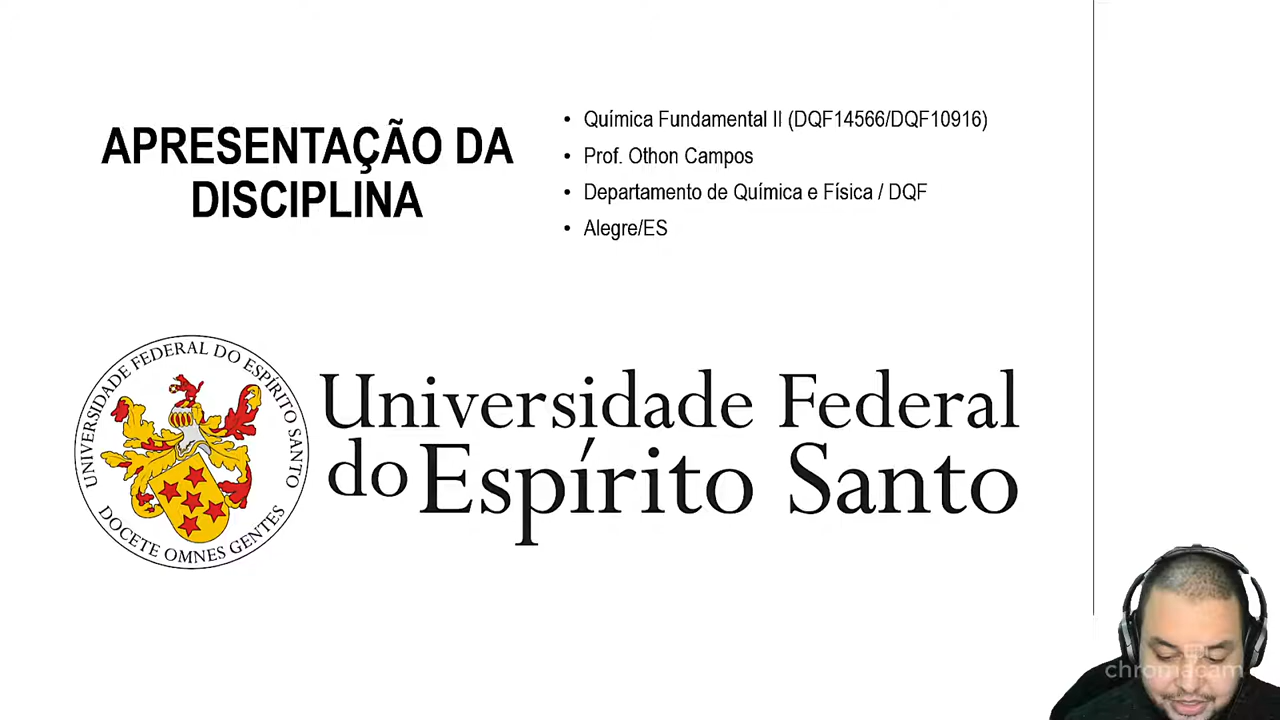 APRESENTAÇÃO DA
DISCIPLINA
• Química Fundamental II (DQF14566/DQF10916)
• Prof. Othon Campos
• Departamento de Química e Física / DQF
• Alegre/ES
UNIVERSIDADE FEDERAL DO ESPÍRITO SANTO
DOCETE OMNES GENTES
Universidade Federal
do Espírito Santo
chromacam